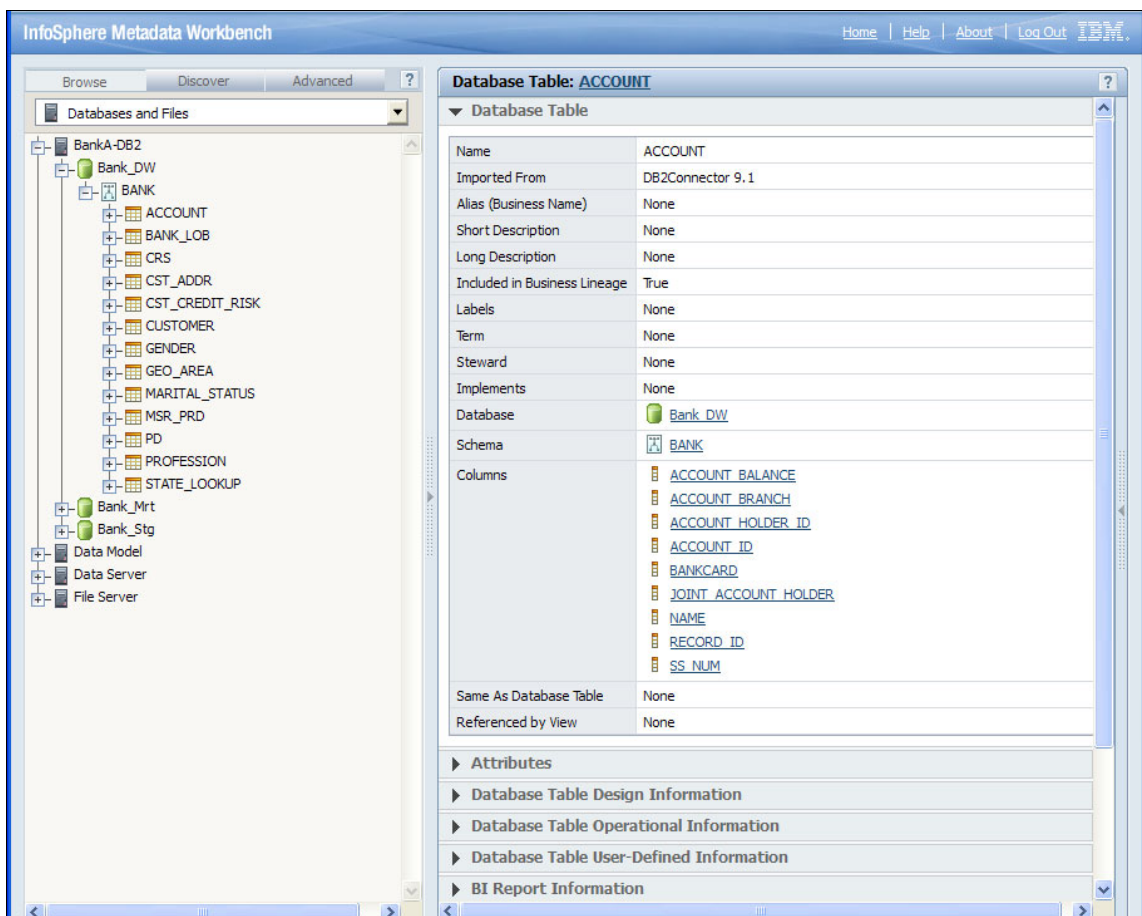 InfoSphere Metadata Workbench
Home | Help | About | Log Out IBM.
Browse Discover Advanced ?
Databases and Files
BankA-DB2
Bank_DW
BANK
ACCOUNT
BANK_LOB
CRS
CST_ADDR
CST_CREDIT_RISK
CUSTOMER
GENDER
GEO_AREA
MARITAL_STATUS
MSR_PRD
PD
PROFESSION
STATE_LOOKUP
Bank_Mrt
Bank_Stg
Data Model
Data Server
File Server
Database Table: ACCOUNT ?
Database Table
Name ACCOUNT
Imported From DB2Connector 9.1
Alias (Business Name) None
Short Description None
Long Description None
Included in Business Lineage True
Labels None
Term None
Steward None
Implements None
Database Bank_DW
Schema BANK
Columns ACCOUNT_BALANCE
ACCOUNT_BRANCH
ACCOUNT_HOLDER_ID
ACCOUNT_ID
BANKCARD
JOINT_ACCOUNT_HOLDER
NAME
RECORD_ID
SS_NUM
Same As Database Table None
Referenced by View None
Attributes
Database Table Design Information
Database Table Operational Information
Database Table User-Defined Information
BI Report Information